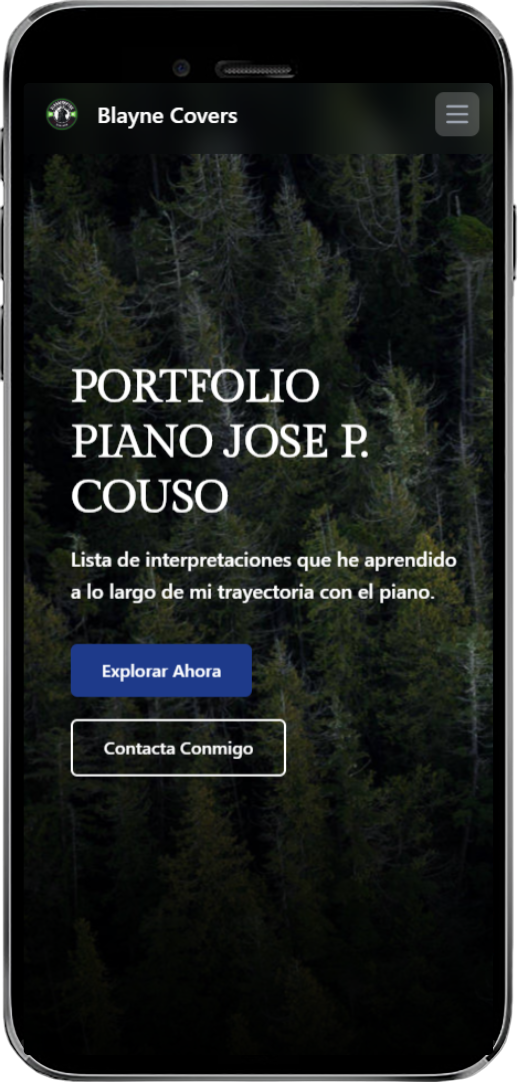 Blayne Covers
PORTFOLIO
PIANO JOSE P.
COUSO
Lista de interpretaciones que he aprendido
a lo largo de mi trayectoria con el piano.
Explorar Ahora
Contacta Conmigo